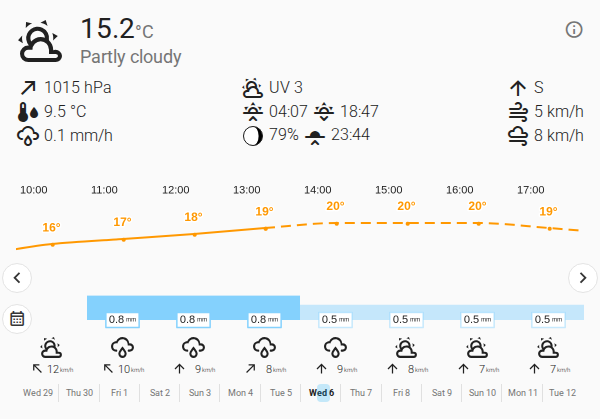 15.2°C
Partly cloudy
1015 hPa UV 3 S
9.5 °C 04:07 18:47 5 km/h
0.1 mm/h 79% 23:44 8 km/h
10:00 11:00 12:00 13:00 14:00 15:00 16:00 17:00
16° 17° 18° 19° 20° 20° 20° 19°
0.8 mm 0.8 mm 0.8 mm 0.5 mm 0.5 mm 0.5 mm 0.5 mm
12 km/h 10 km/h 9 km/h 8 km/h 9 km/h 8 km/h 7 km/h 7 km/h
Wed 29 Thu 30 Fri 1 Sat 2 Sun 3 Mon 4 Tue 5 Wed 6 Thu 7 Fri 8 Sat 9 Sun 10 Mon 11 Tue 12